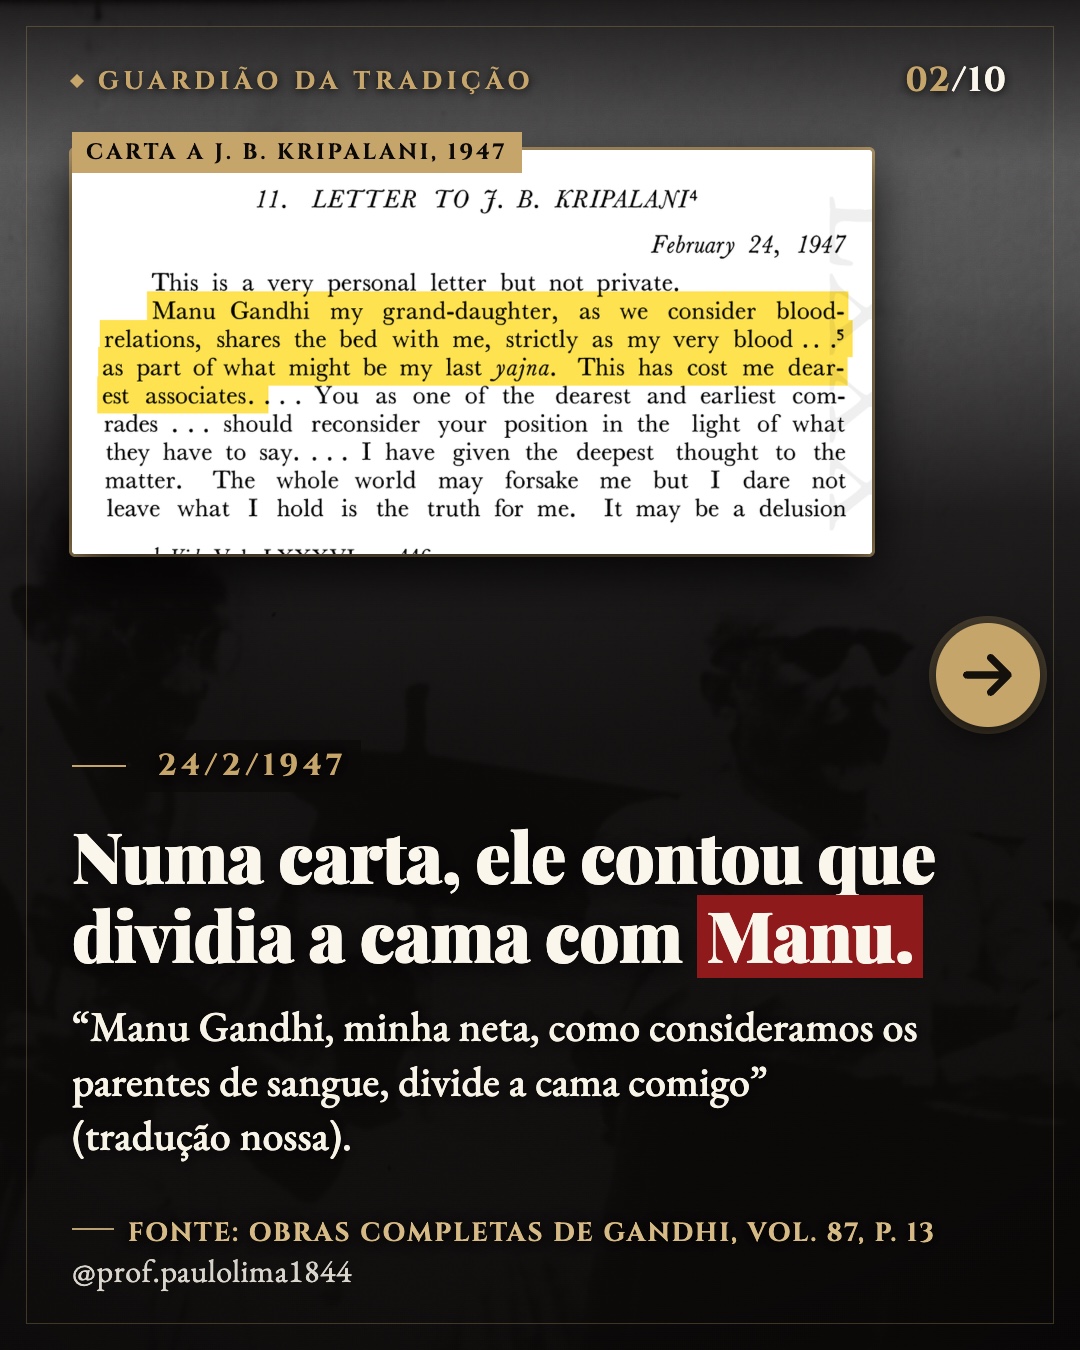 GUARDIÃO DA TRADIÇÃO
02/10
CARTA A J. B. KRIPALANI, 1947
11. LETTER TO J. B. KRIPALANI⁴
February 24, 1947
This is a very personal letter but not private.
Manu Gandhi my grand-daughter, as we consider blood-
relations, shares the bed with me, strictly as my very blood . . .⁵
as part of what might be my last yajna. This has cost me dear-
est associates. . . . You as one of the dearest and earliest com-
rades . . . should reconsider your position in the light of what
they have to say. . . . I have given the deepest thought to the
matter. The whole world may forsake me but I dare not
leave what I hold is the truth for me. It may be a delusion
24/2/1947
Numa carta, ele contou que
dividia a cama com Manu.
“Manu Gandhi, minha neta, como consideramos os
parentes de sangue, divide a cama comigo”
(tradução nossa).
FONTE: OBRAS COMPLETAS DE GANDHI, VOL. 87, P. 13
@prof.paulolima1844